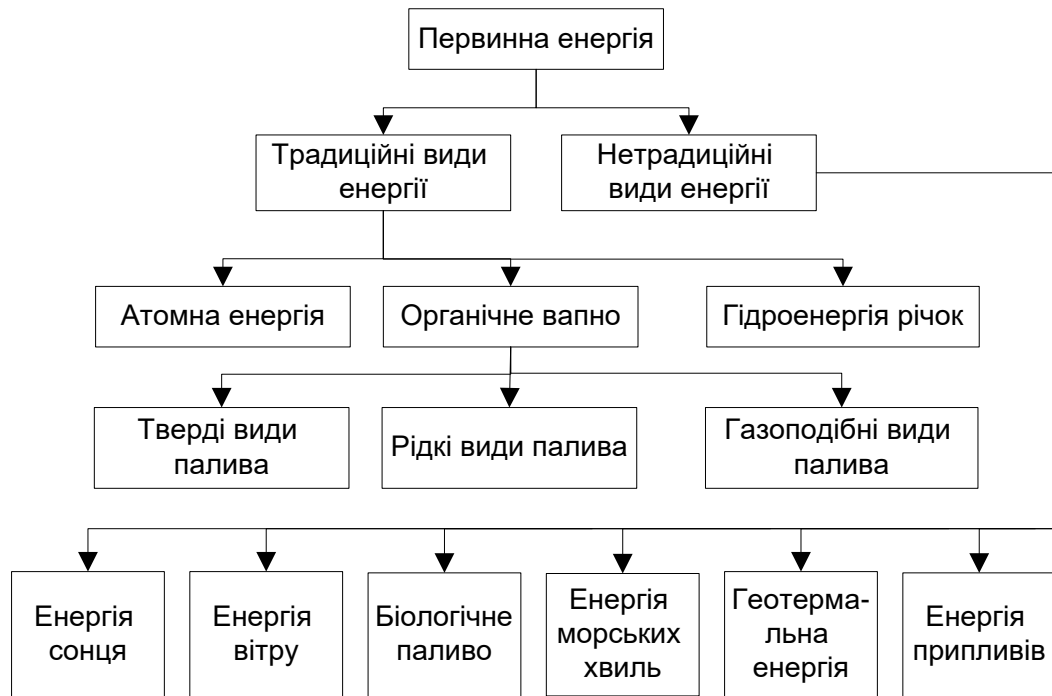 Первинна енергія
Традиційні види
енергії
Нетрадиційні
види енергії
Атомна енергія
Органічне вапно
Гідроенергія річок
Тверді види
палива
Рідкі види палива
Газоподібні види
палива
Енергія
сонця
Енергія
вітру
Біологічне
паливо
Енергія
морських
хвиль
Геотерма-
льна
енергія
Енергія
припливів